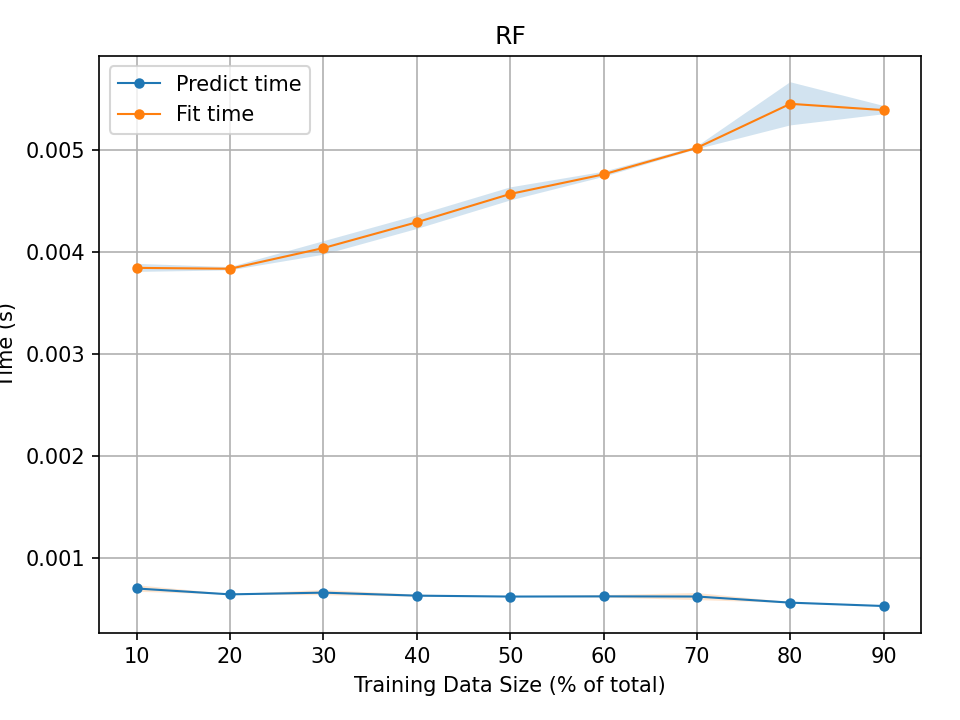 RF
Predict time
Fit time
0.005
0.004
0.003
0.002
0.001
Time (s)
10 20 30 40 50 60 70 80 90
Training Data Size (% of total)